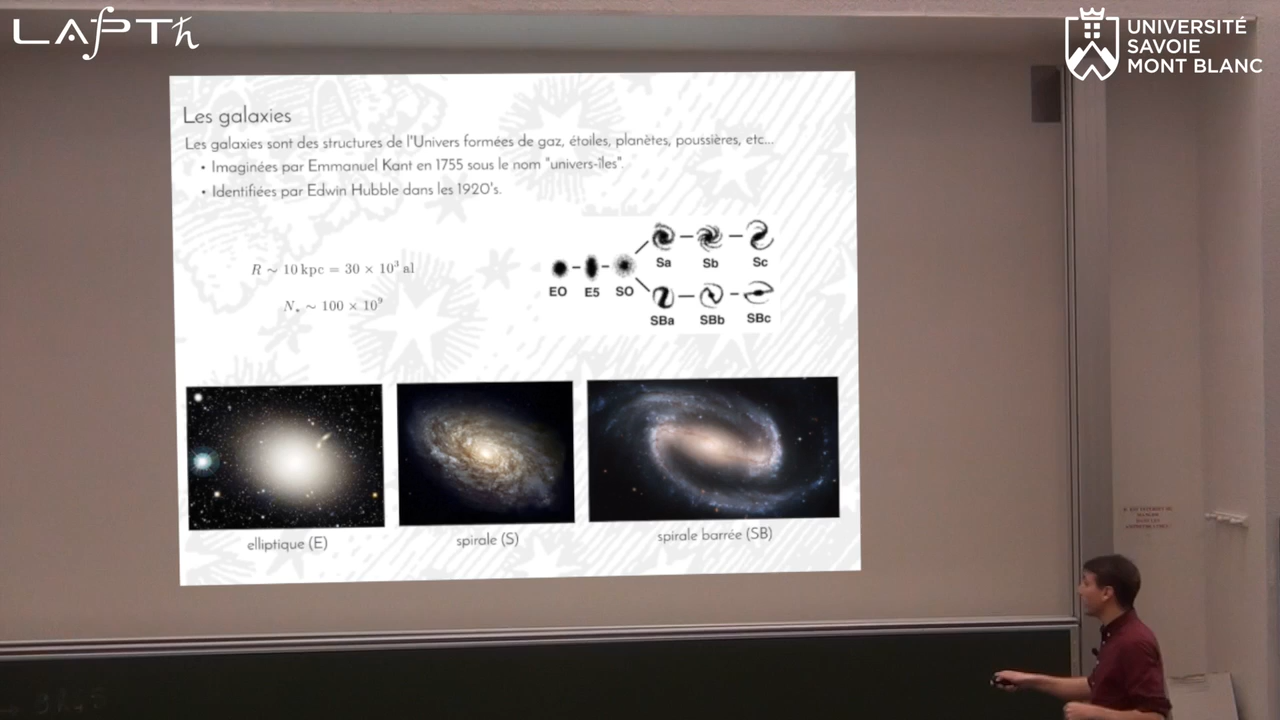 LAPTh
UNIVERSITÉ
SAVOIE
MONT BLANC
Les galaxies
Les galaxies sont des structures de l'Univers formées de gaz, étoiles, planètes, poussières, etc...
• Imaginées par Emmanuel Kant en 1755 sous le nom "univers-îles".
• Identifiées par Edwin Hubble dans les 1920's.
R ~ 10 kpc = 30 × 10³ al
N⋆ ~ 100 × 10⁹
Sa Sb Sc
E0 E5 S0
SBa SBb SBc
elliptique (E)
spirale (S)
spirale barrée (SB)